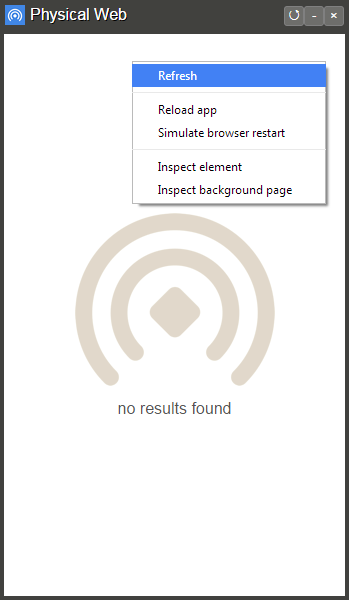 Physical Web
Refresh
Reload app
Simulate browser restart
Inspect element
Inspect background page
no results found